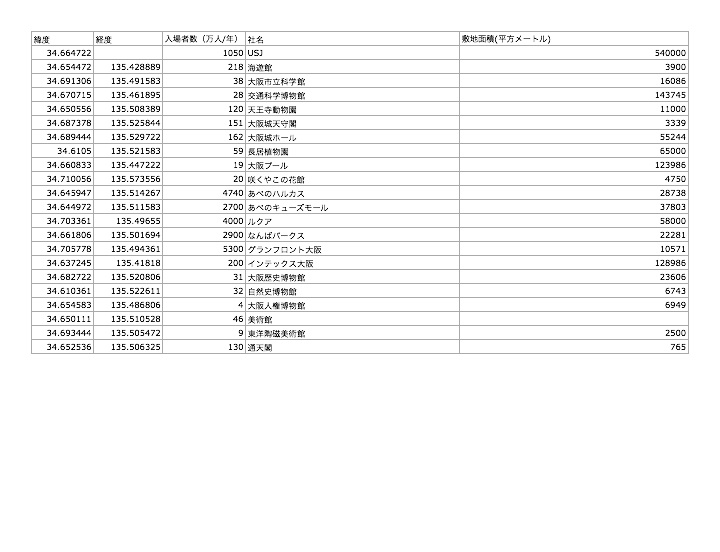 緯度 経度 入場者数（万人/年） 社名 敷地面積(平方メートル)
34.664722 1050 USJ 540000
34.654472 135.428889 218 海遊館 3900
34.691306 135.491583 38 大阪市立科学館 16086
34.670715 135.461895 28 交通科学博物館 143745
34.650556 135.508389 120 天王寺動物園 11000
34.687378 135.525844 151 大阪城天守閣 3339
34.689444 135.529722 162 大阪城ホール 55244
34.6105 135.521583 59 長居植物園 65000
34.660833 135.447222 19 大阪プール 123986
34.710056 135.573556 20 咲くやこの花館 4750
34.645947 135.514267 4740 あべのハルカス 28738
34.644972 135.511583 2700 あべのキューズモール 37803
34.703361 135.49655 4000 ルクア 58000
34.661806 135.501694 2900 なんばパークス 22281
34.705778 135.494361 5300 グランフロント大阪 10571
34.637245 135.41818 200 インテックス大阪 128986
34.682722 135.520806 31 大阪歴史博物館 23606
34.610361 135.522611 32 自然史博物館 6743
34.654583 135.486806 4 大阪人権博物館 6949
34.650111 135.510528 46 美術館
34.693444 135.505472 9 東洋陶磁美術館 2500
34.652536 135.506325 130 通天閣 765